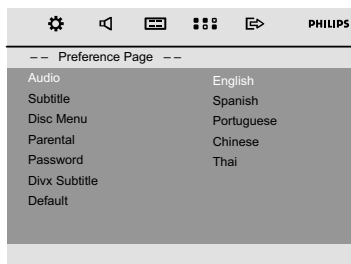 PHILIPS
-- Preference Page --
Audio English
Subtitle Spanish
Disc Menu Portuguese
Parental Chinese
Password Thai
Divx Subtitle
Default